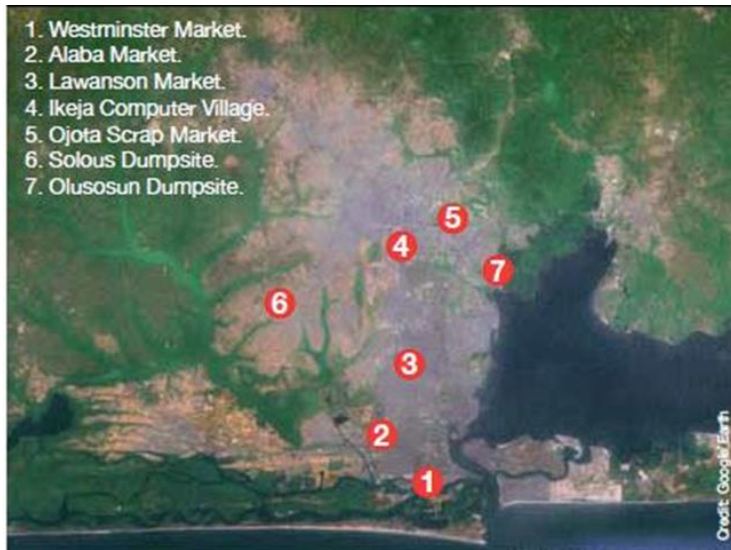 1. Westminster Market.
2. Alaba Market.
3. Lawanson Market.
4. Ikeja Computer Village.
5. Ojota Scrap Market.
6. Solous Dumpsite.
7. Olusosun Dumpsite.
5
4
7
6
3
2
1
Credit: Google Earth